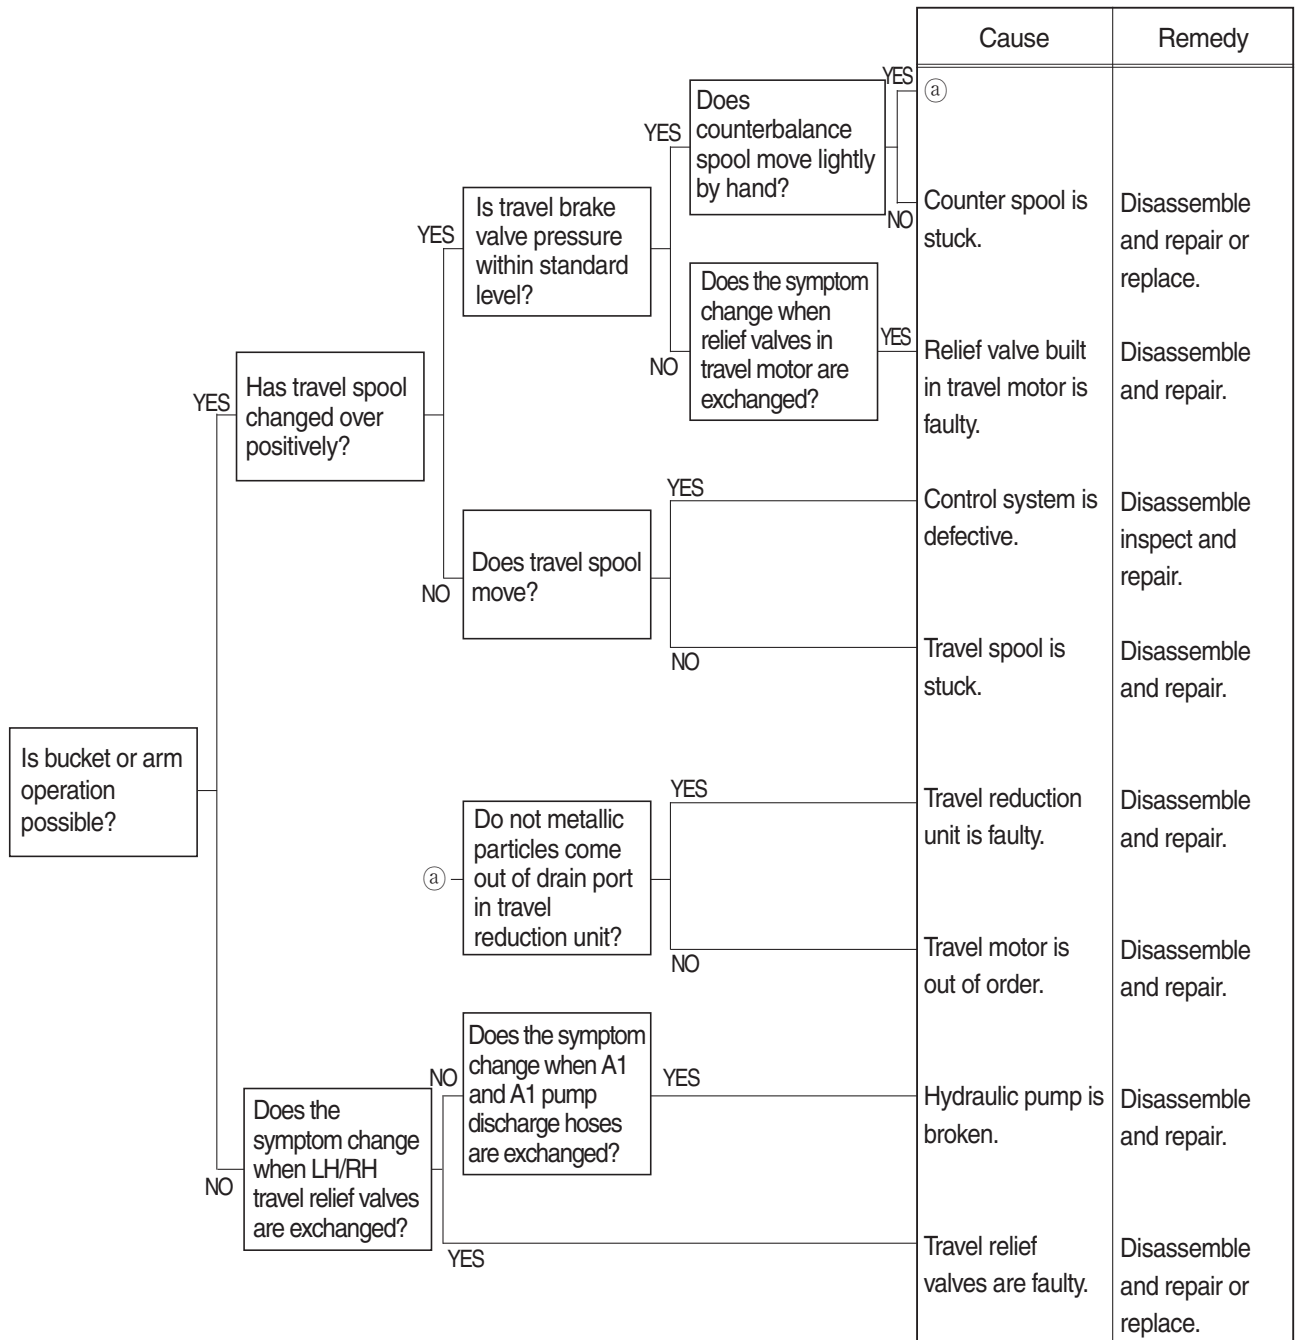 Cause
Remedy
YES
ⓐ
Does
counterbalance
spool move lightly
by hand?
YES
NO
Counter spool is
stuck.
Disassemble
and repair or
replace.
Is travel brake
valve pressure
within standard
level?
YES
Does the symptom
change when
relief valves in
travel motor are
exchanged?
YES
NO
Relief valve built
in travel motor is
faulty.
Disassemble
and repair.
Has travel spool
changed over
positively?
YES
YES
Control system is
defective.
Disassemble
inspect and
repair.
Does travel spool
move?
NO
NO
Travel spool is
stuck.
Disassemble
and repair.
Is bucket or arm
operation
possible?
YES
Travel reduction
unit is faulty.
Disassemble
and repair.
ⓐ
Do not metallic
particles come
out of drain port
in travel
reduction unit?
NO
Travel motor is
out of order.
Disassemble
and repair.
Does the symptom
change when A1
and A1 pump
discharge hoses
are exchanged?
NO
YES
Hydraulic pump is
broken.
Disassemble
and repair.
Does the
symptom change
when LH/RH
travel relief valves
are exchanged?
NO
YES
Travel relief
valves are faulty.
Disassemble
and repair or
replace.